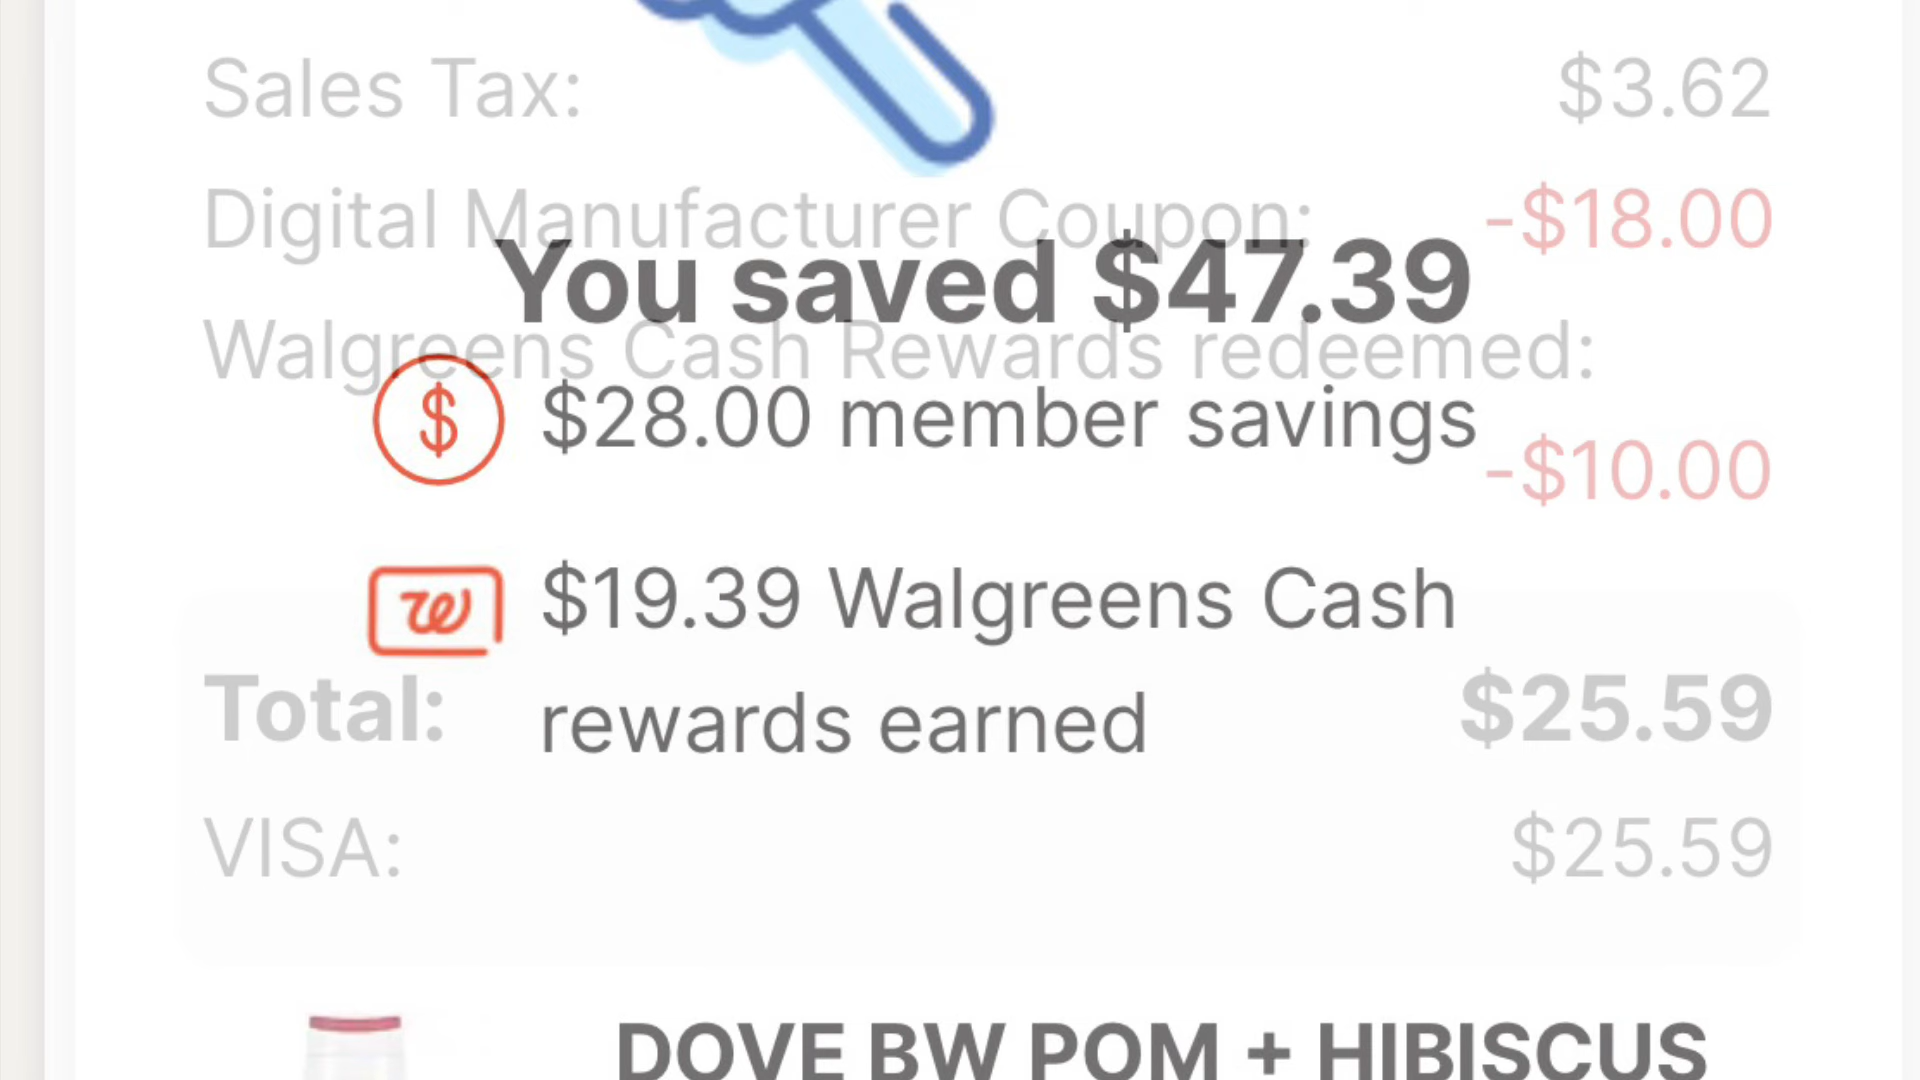 Sales Tax: $3.62
Digital Manufacturer Coupon: -$18.00
You saved $47.39
Walgreens Cash Rewards redeemed:
$ $28.00 member savings
-$10.00
w $19.39 Walgreens Cash
rewards earned
Total: $25.59
VISA: $25.59
DOVE BW POM + HIBISCUS